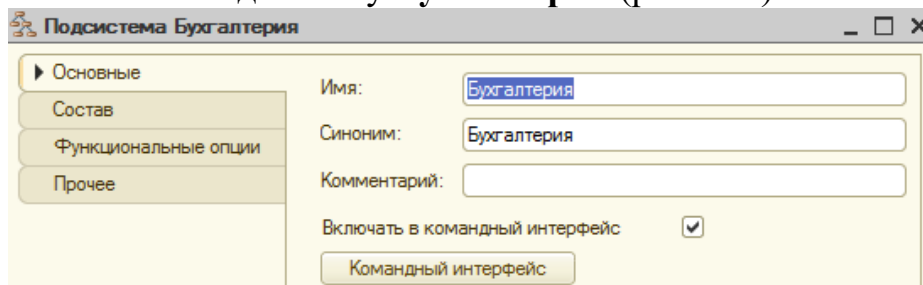 Подсистема Бухгалтерия
Основные
Состав
Функциональные опции
Прочее
Имя: Бухгалтерия
Синоним: Бухгалтерия
Комментарий:
Включать в командный интерфейс
Командный интерфейс